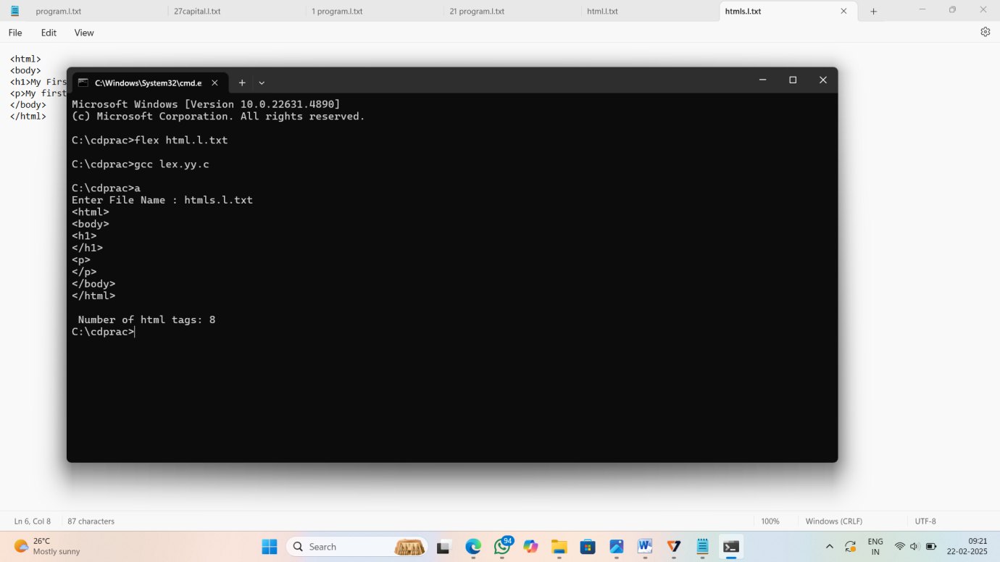 program.l.txt
27capital.l.txt
1 program.l.txt
21 program.l.txt
html.l.txt
htmls.l.txt
File
Edit
View
<html>
<body>
<h1>My Firs
<p>My first
</body>
</html>
C:\Windows\System32\cmd.e
Microsoft Windows [Version 10.0.22631.4890]
(c) Microsoft Corporation. All rights reserved.
C:\cdprac>flex html.l.txt
C:\cdprac>gcc lex.yy.c
C:\cdprac>a
Enter File Name : htmls.l.txt
<html>
<body>
<h1>
</h1>
<p>
</p>
</body>
</html>
Number of html tags: 8
C:\cdprac>
Ln 6, Col 8
87 characters
100%
Windows (CRLF)
UTF-8
26°C
Mostly sunny
Search
94
ENG
IN
09:21
22-02-2025